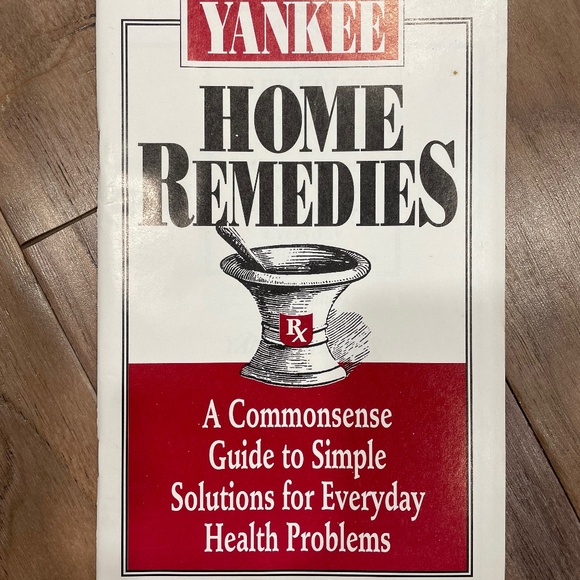 YANKEE
HOME
REMEDIES
Rx
A Commonsense
Guide to Simple
Solutions for Everyday
Health Problems